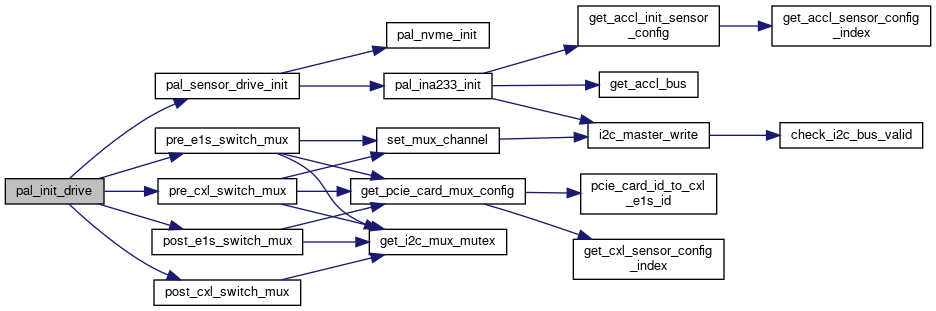 pal_init_drive
pal_sensor_drive_init
pre_e1s_switch_mux
pre_cxl_switch_mux
post_e1s_switch_mux
post_cxl_switch_mux
pal_nvme_init
pal_ina233_init
set_mux_channel
get_pcie_card_mux_config
get_i2c_mux_mutex
get_accl_init_sensor
_config
get_accl_bus
i2c_master_write
pcie_card_id_to_cxl
_e1s_id
get_cxl_sensor_config
_index
get_accl_sensor_config
_index
check_i2c_bus_valid